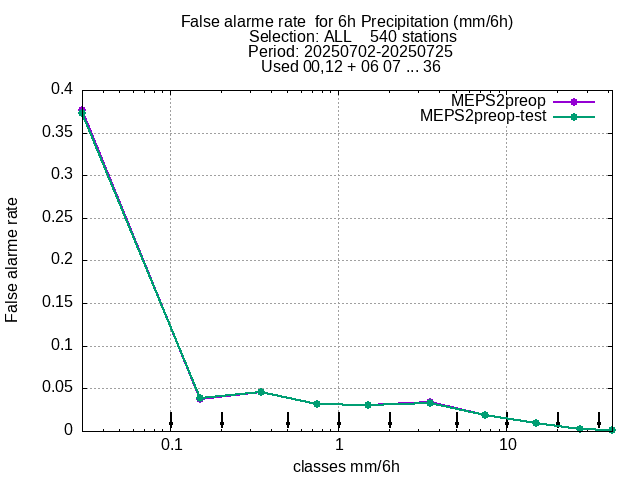 False alarme rate  for 6h Precipitation (mm/6h)
Selection: ALL    540 stations
Period: 20250702-20250725
Used 00,12 + 06 07 ... 36
MEPS2preop
MEPS2preop-test
False alarme rate
0.4
0.35
0.3
0.25
0.2
0.15
0.1
0.05
0
0.1 1 10
classes mm/6h